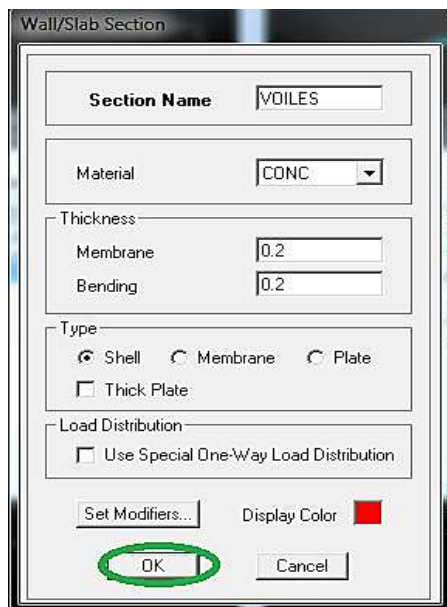 Wall/Slab Section
Section Name VOILES
Material CONC
Thickness
Membrane 0.2
Bending 0.2
Type
Shell Membrane Plate
Thick Plate
Load Distribution
Use Special One-Way Load Distribution
Set Modifiers... Display Color
OK Cancel